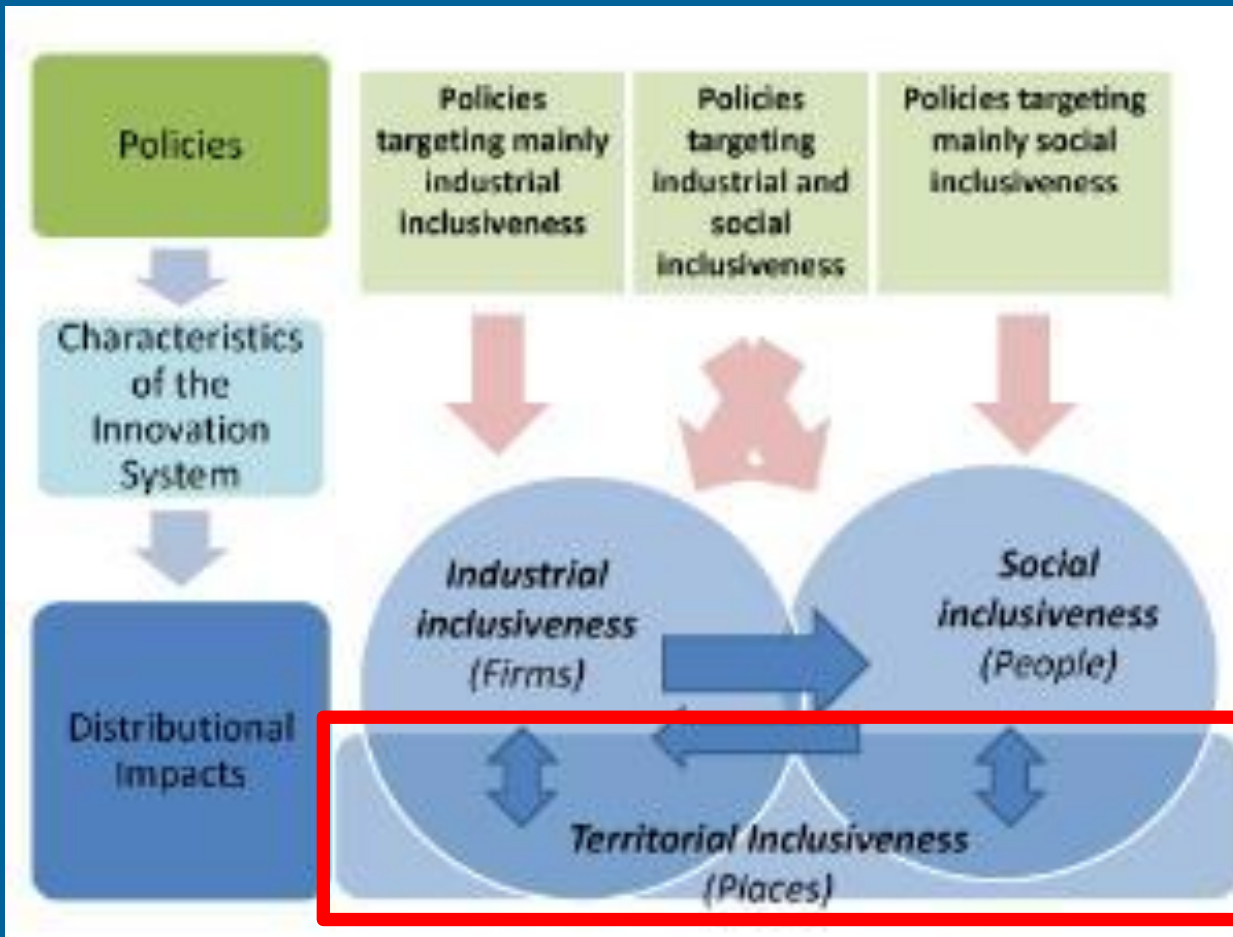 Policies
Policies
targeting mainly
industrial
inclusiveness
Policies
targeting
industrial and
social
inclusiveness
Policies targeting
mainly social
inclusiveness
Characteristics
of the
Innovation
System
Industrial
inclusiveness
(Firms)
Social
inclusiveness
(People)
Distributional
Impacts
Territorial Inclusiveness
(Places)